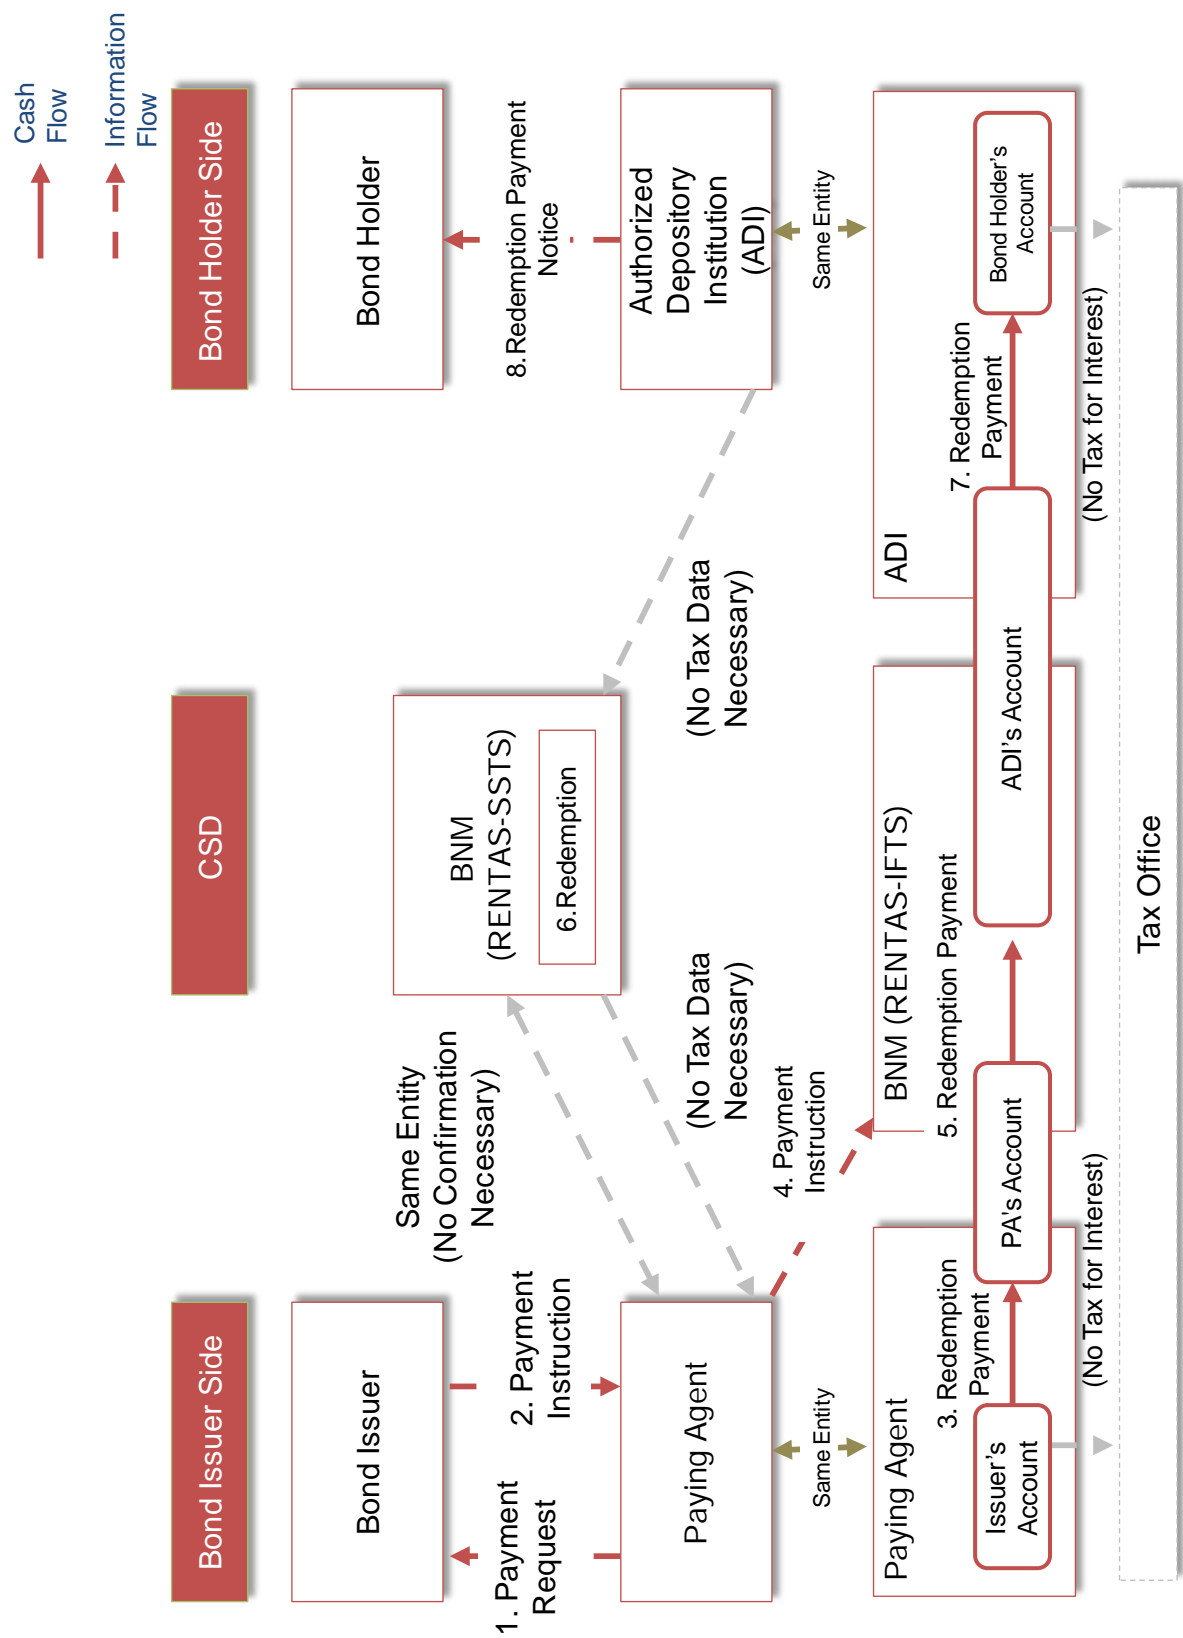 Cash
Flow
Information
Flow
Bond Issuer Side
CSD
Bond Holder Side
Bond Issuer
BNM
(RENTAS-SSTS)
6.Redemption
Bond Holder
1. Payment
Request
2. Payment
Instruction
Same Entity
(No Confirmation
Necessary)
8.Redemption Payment
Notice
Paying Agent
(No Tax Data
Necessary)
(No Tax Data
Necessary)
Authorized
Depository
Institution
(ADI)
Same Entity
4. Payment
Instruction
Same Entity
Paying Agent
BNM (RENTAS-IFTS)
ADI
3. Redemption
Payment
5. Redemption Payment
7. Redemption
Payment
Issuer's
Account
PA's Account
ADI's Account
Bond Holder's
Account
(No Tax for Interest)
(No Tax for Interest)
Tax Office